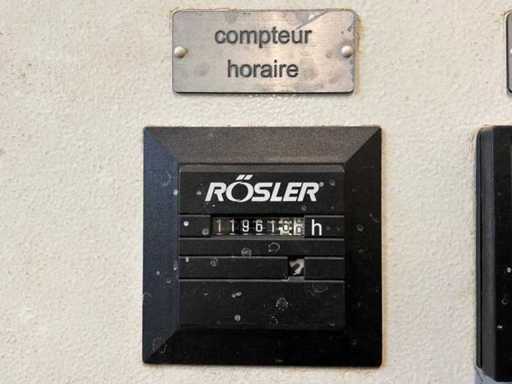 compteur
horaire
RÖSLER
11961 h